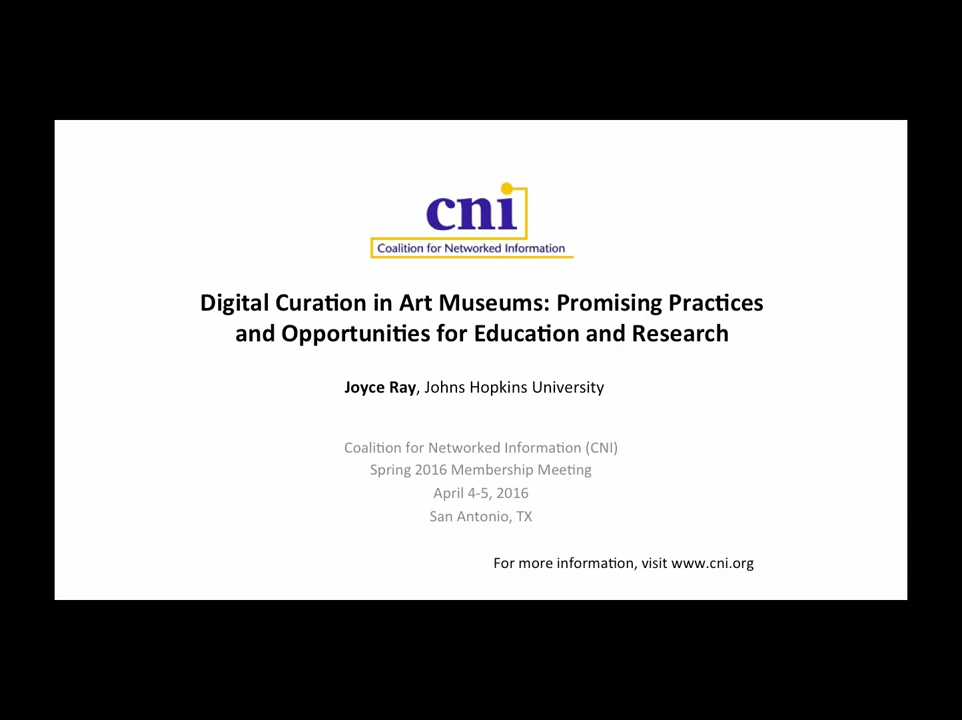 cni
Coalition for Networked Information
Digital Curation in Art Museums: Promising Practices
and Opportunities for Education and Research
Joyce Ray, Johns Hopkins University
Coalition for Networked Information (CNI)
Spring 2016 Membership Meeting
April 4-5, 2016
San Antonio, TX
For more information, visit www.cni.org